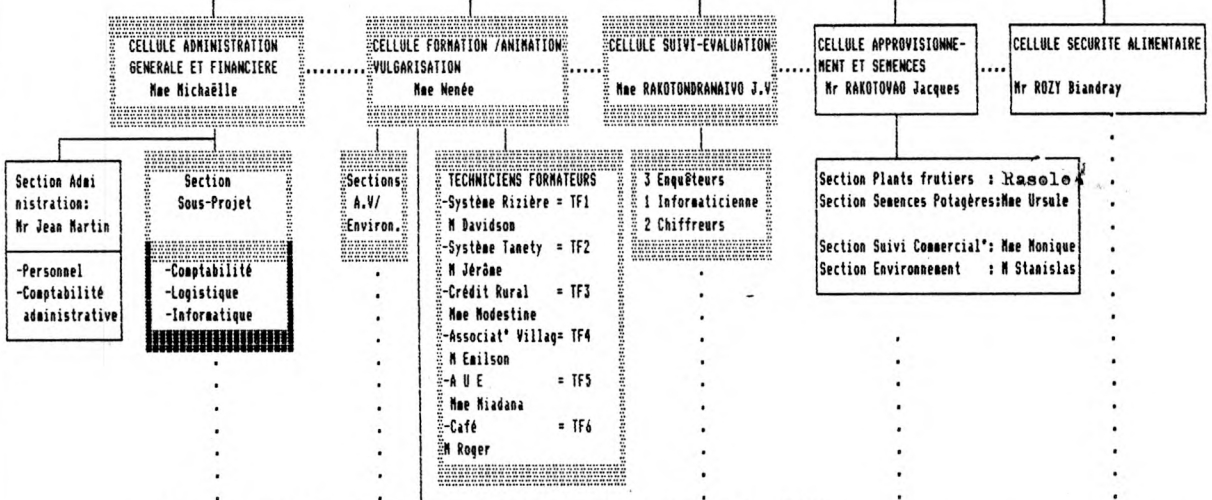 CELLULE ADMINISTRATION
GENERALE ET FINANCIERE
Mme Michaëlle
CELLULE FORMATION /ANIMATION
VULGARISATION
Mme Nenée
CELLULE SUIVI-EVALUATION
Mme RAKOTONDRANAIVO J.V
CELLULE APPROVISIONNE-
MENT ET SEMENCES
Mr RAKOTOVAO Jacques
CELLULE SECURITE ALIMENTAIRE
Mr ROZY Biandray
Section Admi
nistration:
Mr Jean Martin
-Personnel
-Comptabilité
administrative
Section
Sous-Projet
-Comptabilité
-Logistique
-Informatique
Sections
A.V/
Environ.
TECHNICIENS FORMATEURS
-Système Rizière = TF1
M Davidson
-Système Tanety = TF2
M Jérôme
-Crédit Rural = TF3
Mme Modestine
-Associat° Villag= TF4
M Emilson
-A U E = TF5
Mme Miadana
-Café = TF6
M Roger
3 Enquêteurs
1 Informaticienne
2 Chiffreurs
Section Plants frutiers : Rasolo
Section Semences Potagères:Mme Ursule
Section Suivi Commercial°: Mme Monique
Section Environnement : M Stanislas